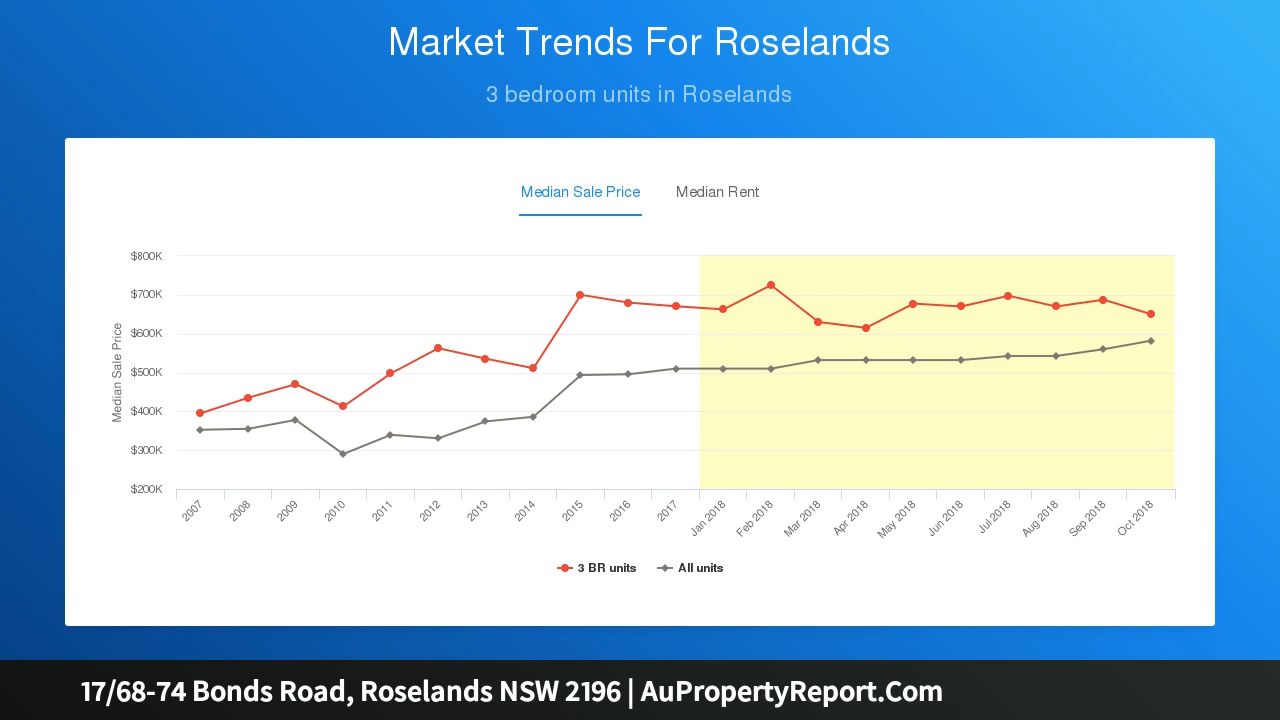 Market Trends For Roselands
3 bedroom units in Roselands
Median Sale Price
Median Rent
$800K
$700K
$600K
$500K
$400K
$300K
$200K
Median Sale Price
2007
2008
2009
2010
2011
2012
2013
2014
2015
2016
2017
Jan 2018
Feb 2018
Mar 2018
Apr 2018
May 2018
Jun 2018
Jul 2018
Aug 2018
Sep 2018
Oct 2018
3 BR units
All units
17/68-74 Bonds Road, Roselands NSW 2196 | AuPropertyReport.Com